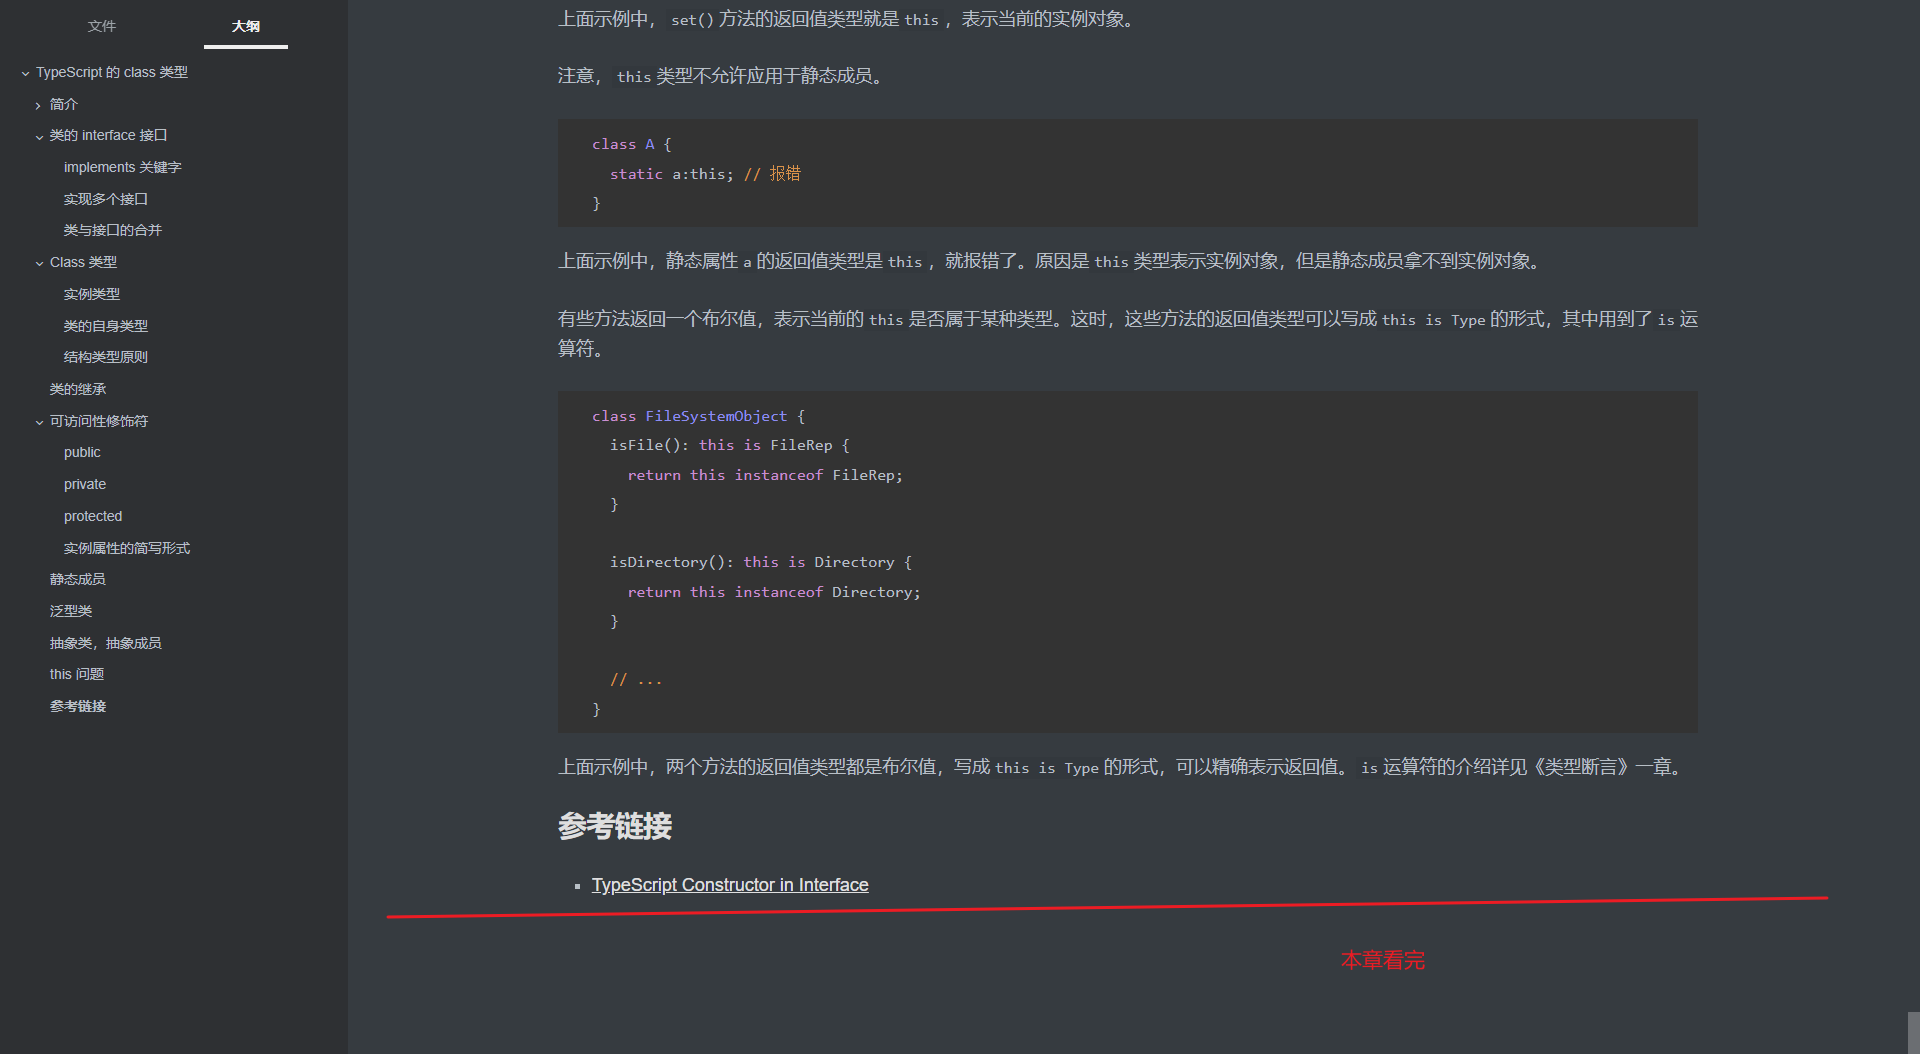 文件
大纲
TypeScript 的 class 类型
简介
类的 interface 接口
implements 关键字
实现多个接口
类与接口的合并
Class 类型
实例类型
类的自身类型
结构类型原则
类的继承
可访问性修饰符
public
private
protected
实例属性的简写形式
静态成员
泛型类
抽象类，抽象成员
this 问题
参考链接
上面示例中， set() 方法的返回值类型就是 this ，表示当前的实例对象。
注意， this 类型不允许应用于静态成员。
class A {
  static a:this; // 报错
}
上面示例中，静态属性 a 的返回值类型是 this ，就报错了。原因是 this 类型表示实例对象，但是静态成员拿不到实例对象。
有些方法返回一个布尔值，表示当前的 this 是否属于某种类型。这时，这些方法的返回值类型可以写成 this is Type 的形式，其中用到了 is 运
算符。
class FileSystemObject {
  isFile(): this is FileRep {
    return this instanceof FileRep;
  }
  isDirectory(): this is Directory {
    return this instanceof Directory;
  }
  // ...
}
上面示例中，两个方法的返回值类型都是布尔值，写成 this is Type 的形式，可以精确表示返回值。 is 运算符的介绍详见《类型断言》一章。
参考链接
TypeScript Constructor in Interface
本章看完